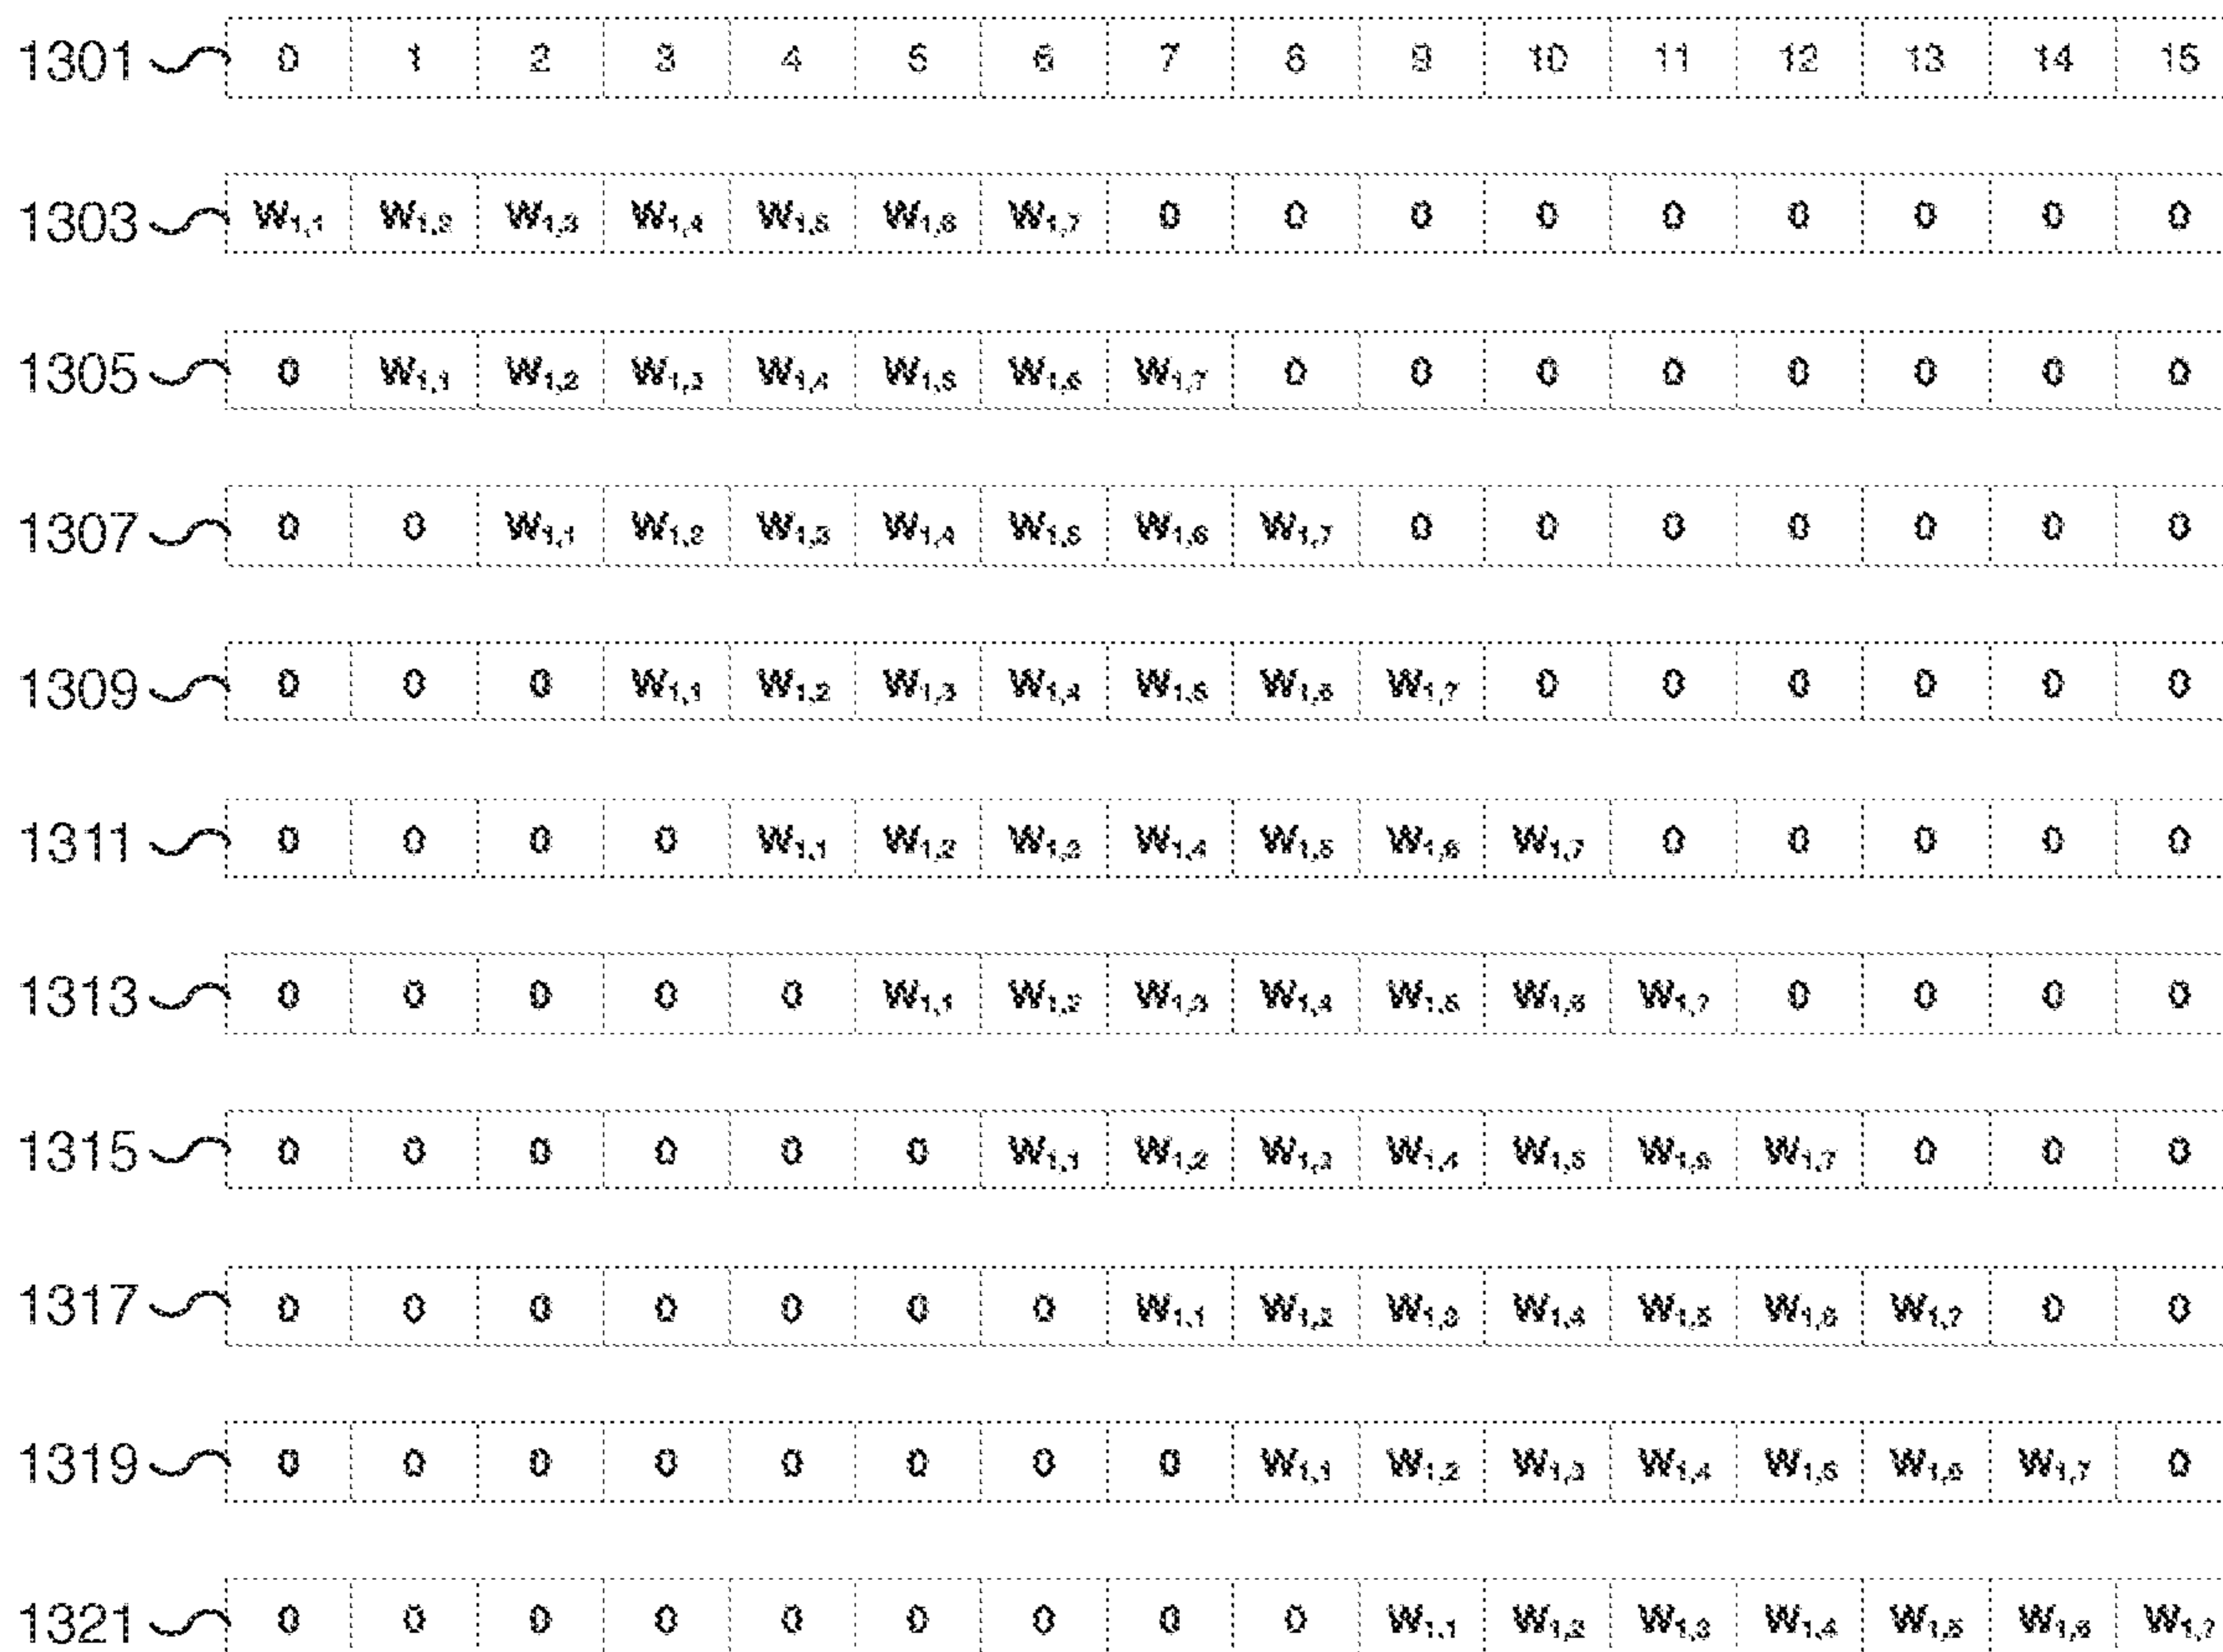 1301 0 1 2 3 4 5 6 7 8 9 10 11 12 13 14 15
1303 W1,1 W1,2 W1,3 W1,4 W1,5 W1,6 W1,7 0 0 0 0 0 0 0 0 0
1305 0 W1,1 W1,2 W1,3 W1,4 W1,5 W1,6 W1,7 0 0 0 0 0 0 0 0
1307 0 0 W1,1 W1,2 W1,3 W1,4 W1,5 W1,6 W1,7 0 0 0 0 0 0 0
1309 0 0 0 W1,1 W1,2 W1,3 W1,4 W1,5 W1,6 W1,7 0 0 0 0 0 0
1311 0 0 0 0 W1,1 W1,2 W1,3 W1,4 W1,5 W1,6 W1,7 0 0 0 0 0
1313 0 0 0 0 0 W1,1 W1,2 W1,3 W1,4 W1,5 W1,6 W1,7 0 0 0 0
1315 0 0 0 0 0 0 W1,1 W1,2 W1,3 W1,4 W1,5 W1,6 W1,7 0 0 0
1317 0 0 0 0 0 0 0 W1,1 W1,2 W1,3 W1,4 W1,5 W1,6 W1,7 0 0
1319 0 0 0 0 0 0 0 0 W1,1 W1,2 W1,3 W1,4 W1,5 W1,6 W1,7 0
1321 0 0 0 0 0 0 0 0 0 W1,1 W1,2 W1,3 W1,4 W1,5 W1,6 W1,7